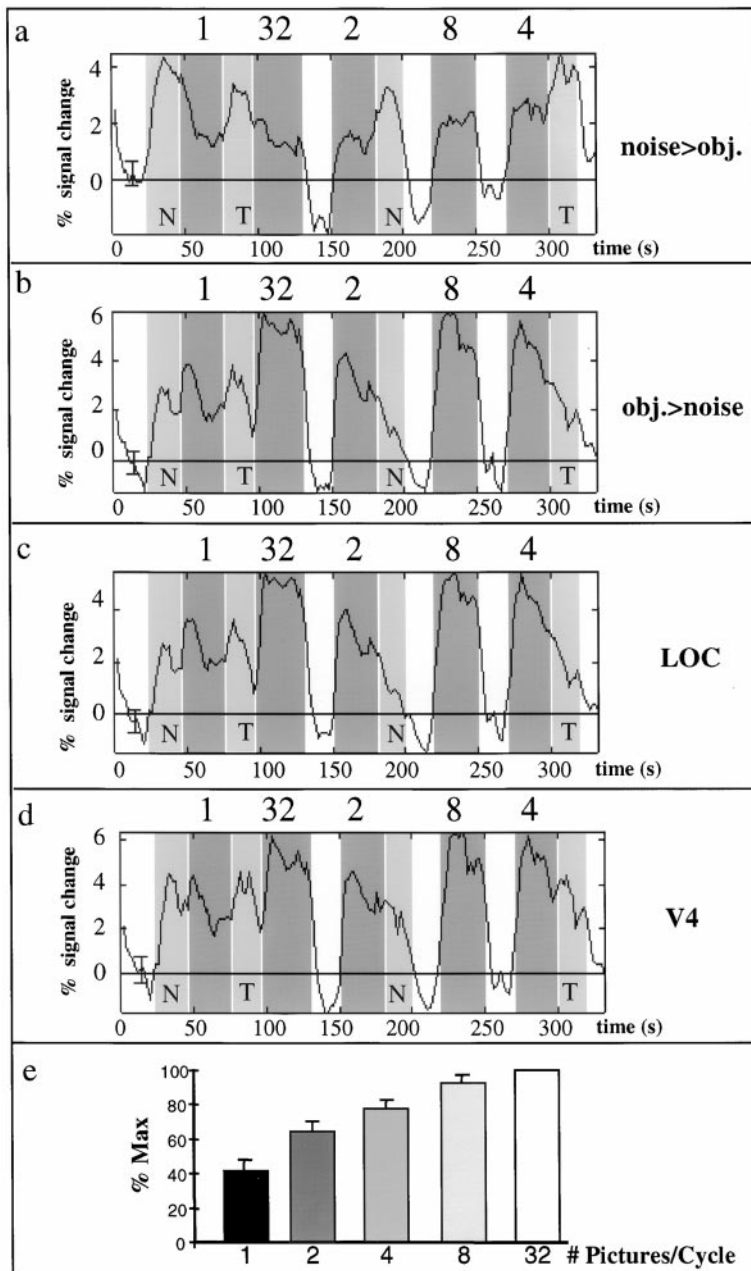 a
1 32 2 8 4
4
2
0
% signal change
N T N T
0 50 100 150 200 250 300 time (s)
noise>obj.
b
1 32 2 8 4
6
4
2
0
% signal change
N T N T
0 50 100 150 200 250 300 time (s)
obj.>noise
c
1 32 2 8 4
4
2
0
% signal change
N T N T
0 50 100 150 200 250 300 time (s)
LOC
d
1 32 2 8 4
6
4
2
0
% signal change
N T N T
0 50 100 150 200 250 300 time (s)
V4
e
100
80
60
40
20
0
% Max
1 2 4 8 32 # Pictures/Cycle